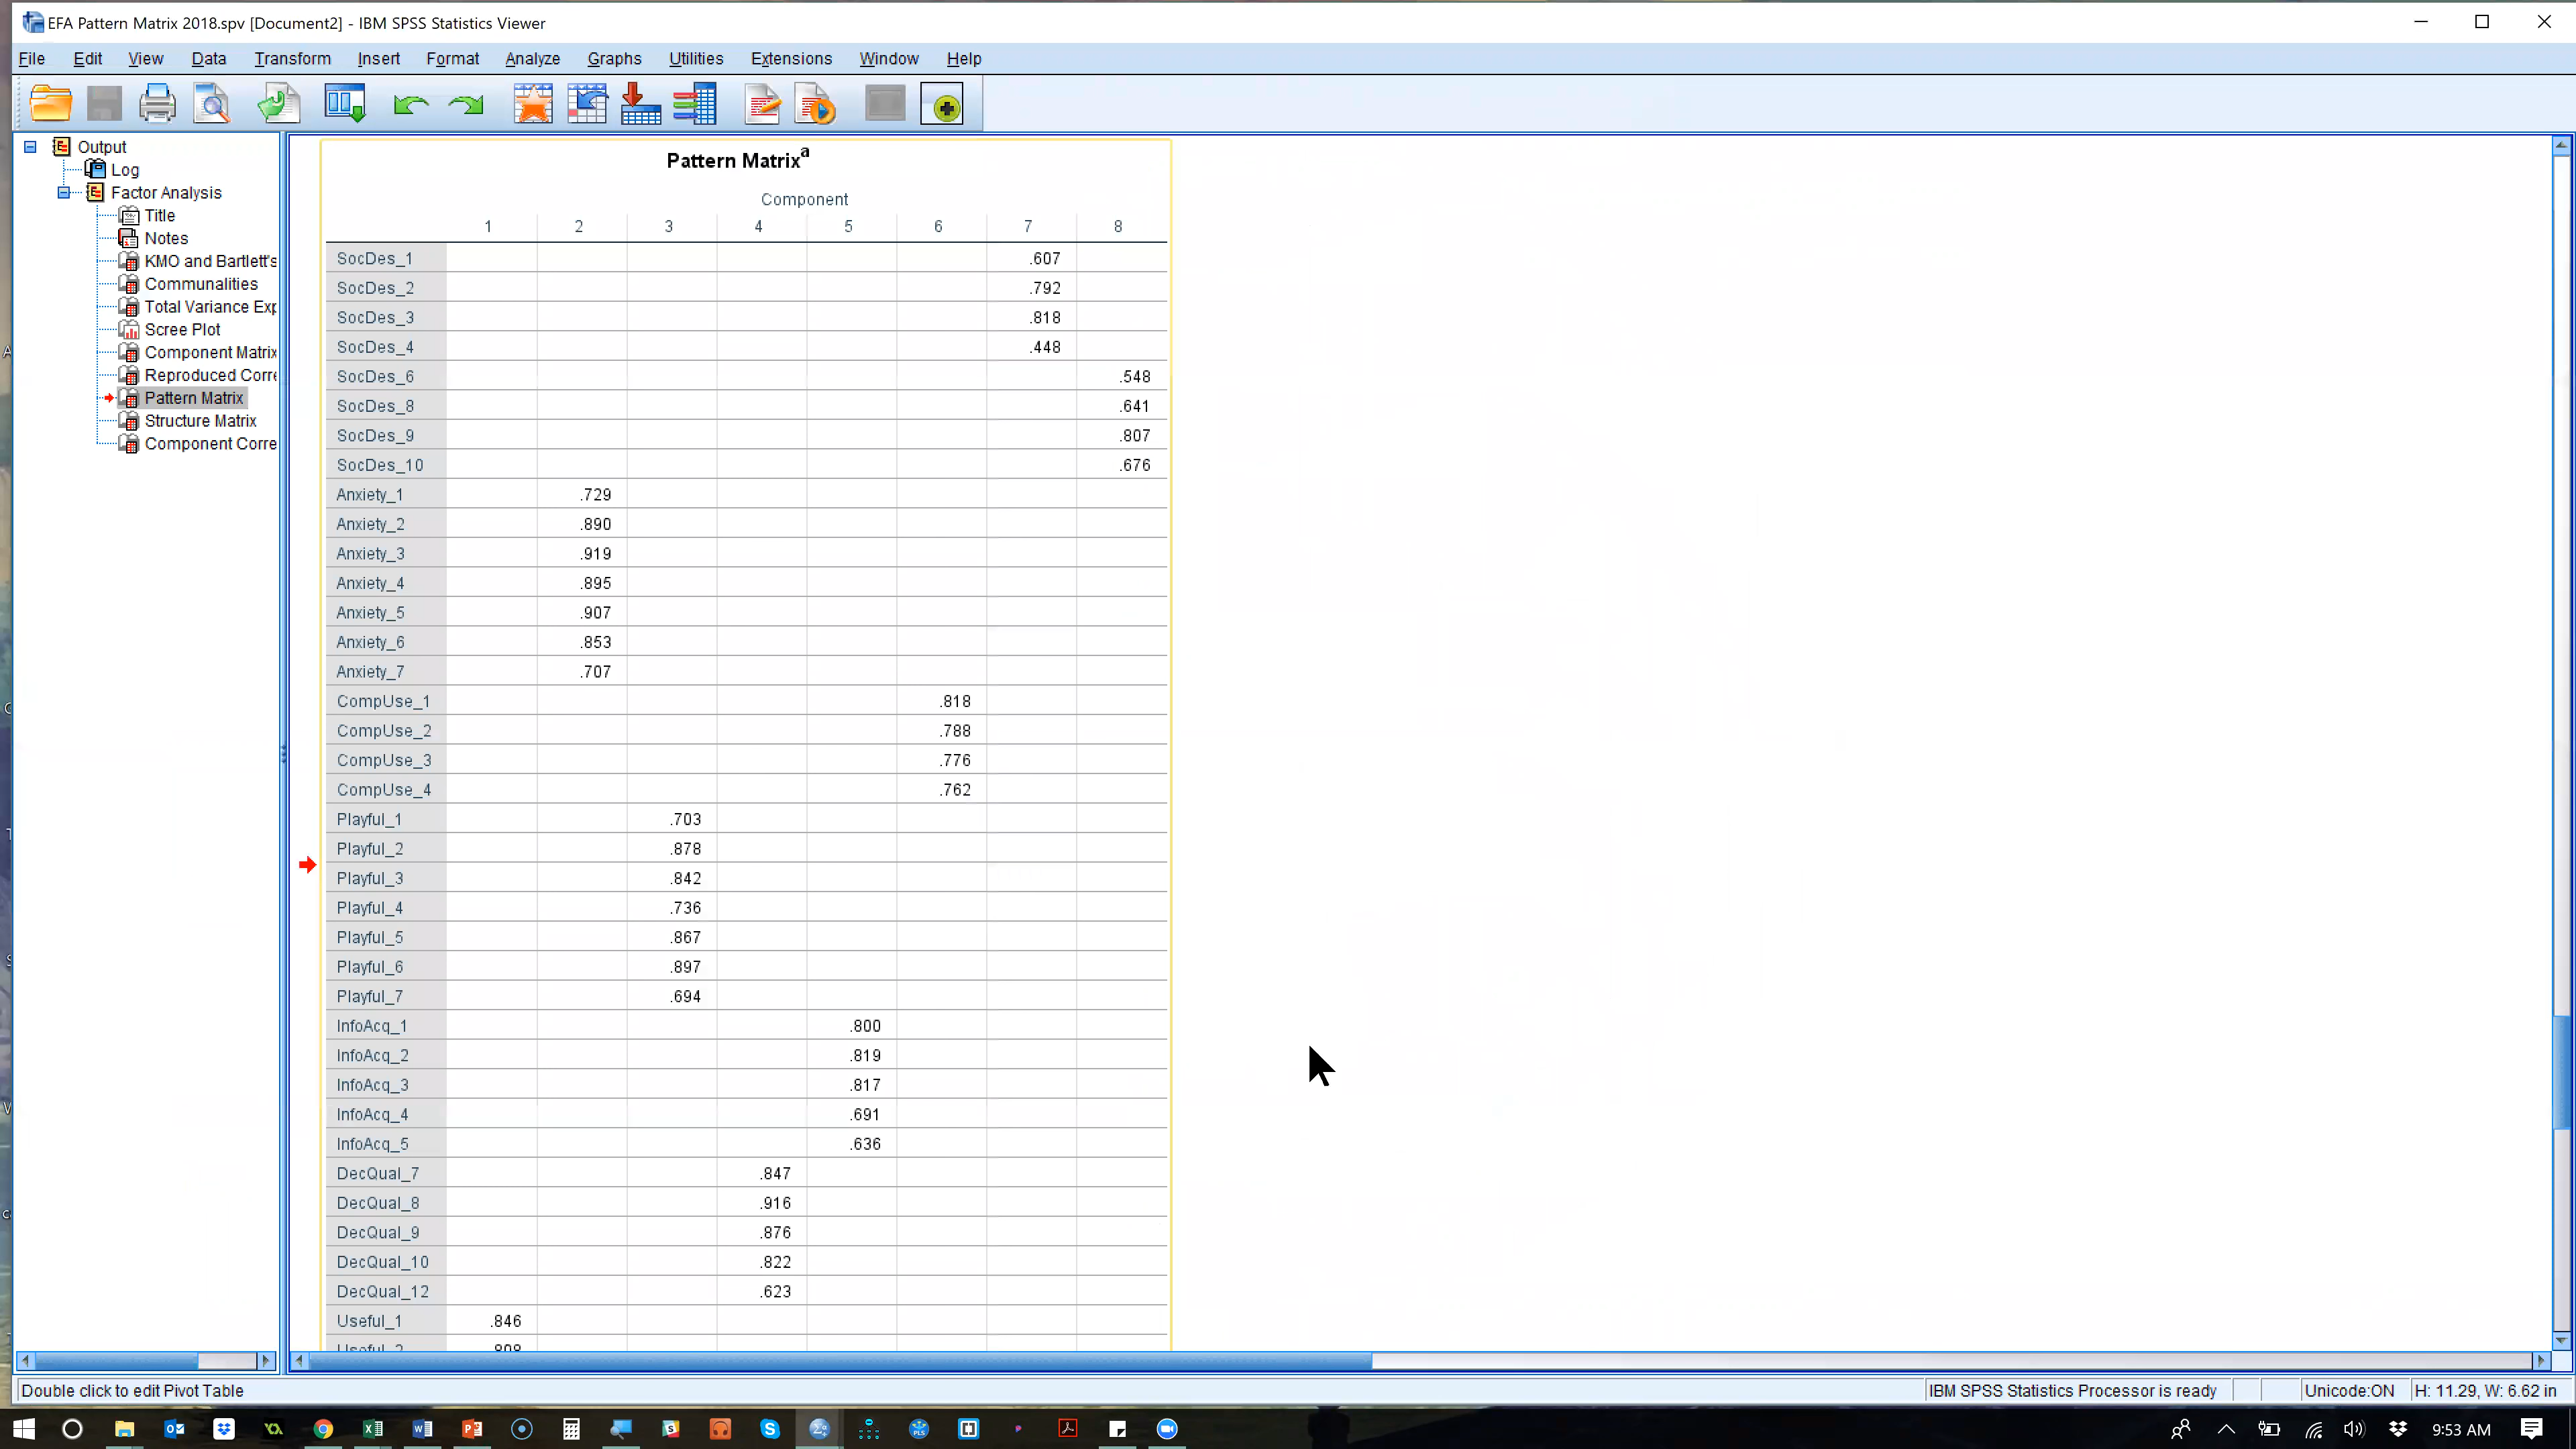 EFA Pattern Matrix 2018.spv [Document2] - IBM SPSS Statistics Viewer
File Edit View Data Transform Insert Format Analyze Graphs Utilities Extensions Window Help
Output
Log
Factor Analysis
Title
Notes
KMO and Bartlett's
Communalities
Total Variance Exp
Scree Plot
Component Matrix
Reproduced Corre
Pattern Matrix
Structure Matrix
Component Corre
Pattern Matrixa
Component
1 2 3 4 5 6 7 8
SocDes_1 .607
SocDes_2 .792
SocDes_3 .818
SocDes_4 .448
SocDes_6 .548
SocDes_8 .641
SocDes_9 .807
SocDes_10 .676
Anxiety_1 .729
Anxiety_2 .890
Anxiety_3 .919
Anxiety_4 .895
Anxiety_5 .907
Anxiety_6 .853
Anxiety_7 .707
CompUse_1 .818
CompUse_2 .788
CompUse_3 .776
CompUse_4 .762
Playful_1 .703
Playful_2 .878
Playful_3 .842
Playful_4 .736
Playful_5 .867
Playful_6 .897
Playful_7 .694
InfoAcq_1 .800
InfoAcq_2 .819
InfoAcq_3 .817
InfoAcq_4 .691
InfoAcq_5 .636
DecQual_7 .847
DecQual_8 .916
DecQual_9 .876
DecQual_10 .822
DecQual_12 .623
Useful_1 .846
Double click to edit Pivot Table
IBM SPSS Statistics Processor is ready
Unicode:ON
H: 11.29, W: 6.62 in
9:53 AM